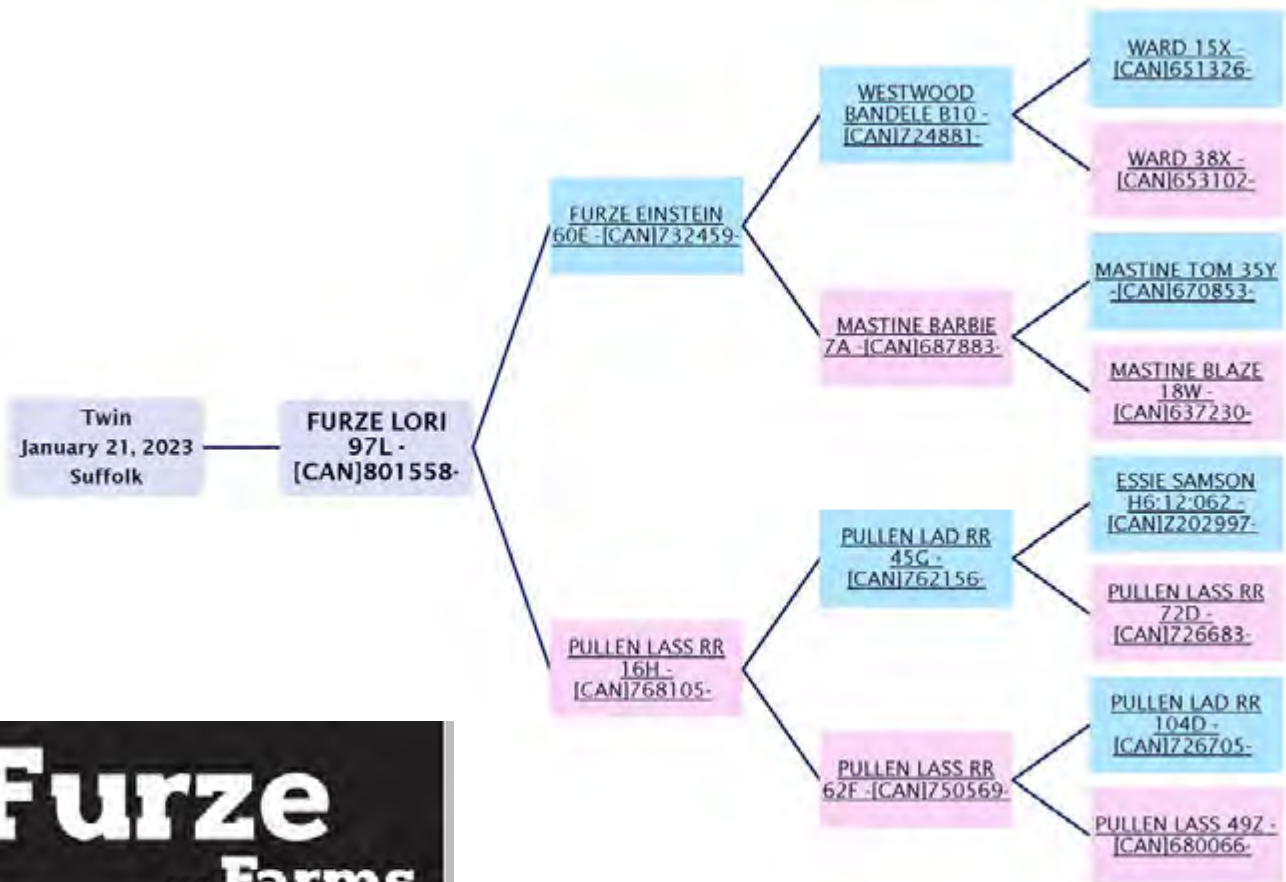 Twin
January 21, 2023
Suffolk
FURZE LORI
97L -
[CAN]801558-
FURZE EINSTEIN
60E -[CAN]732459-
PULLEN LASS RR
16H -
[CAN]768105-
WESTWOOD
BANDELE B10 -
[CAN]724881-
MASTINE BARBIE
7A -[CAN]687883-
PULLEN LAD RR
45G -
[CAN]762156-
PULLEN LASS RR
62F -[CAN]750569-
WARD 15X -
[CAN]651326-
WARD 38X -
[CAN]653102-
MASTINE TOM 35Y
-[CAN]670853-
MASTINE BLAZE
18W -
[CAN]637230-
ESSIE SAMSON
H6:12:062 -
[CAN]Z202997-
PULLEN LASS RR
72D -
[CAN]726683-
PULLEN LAD RR
104D -
[CAN]726705-
PULLEN LASS 49Z -
[CAN]680066-
Furze
Farms